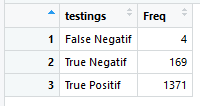 testings Freq
1 False Negatif 4
2 True Negatif 169
3 True Positif 1371